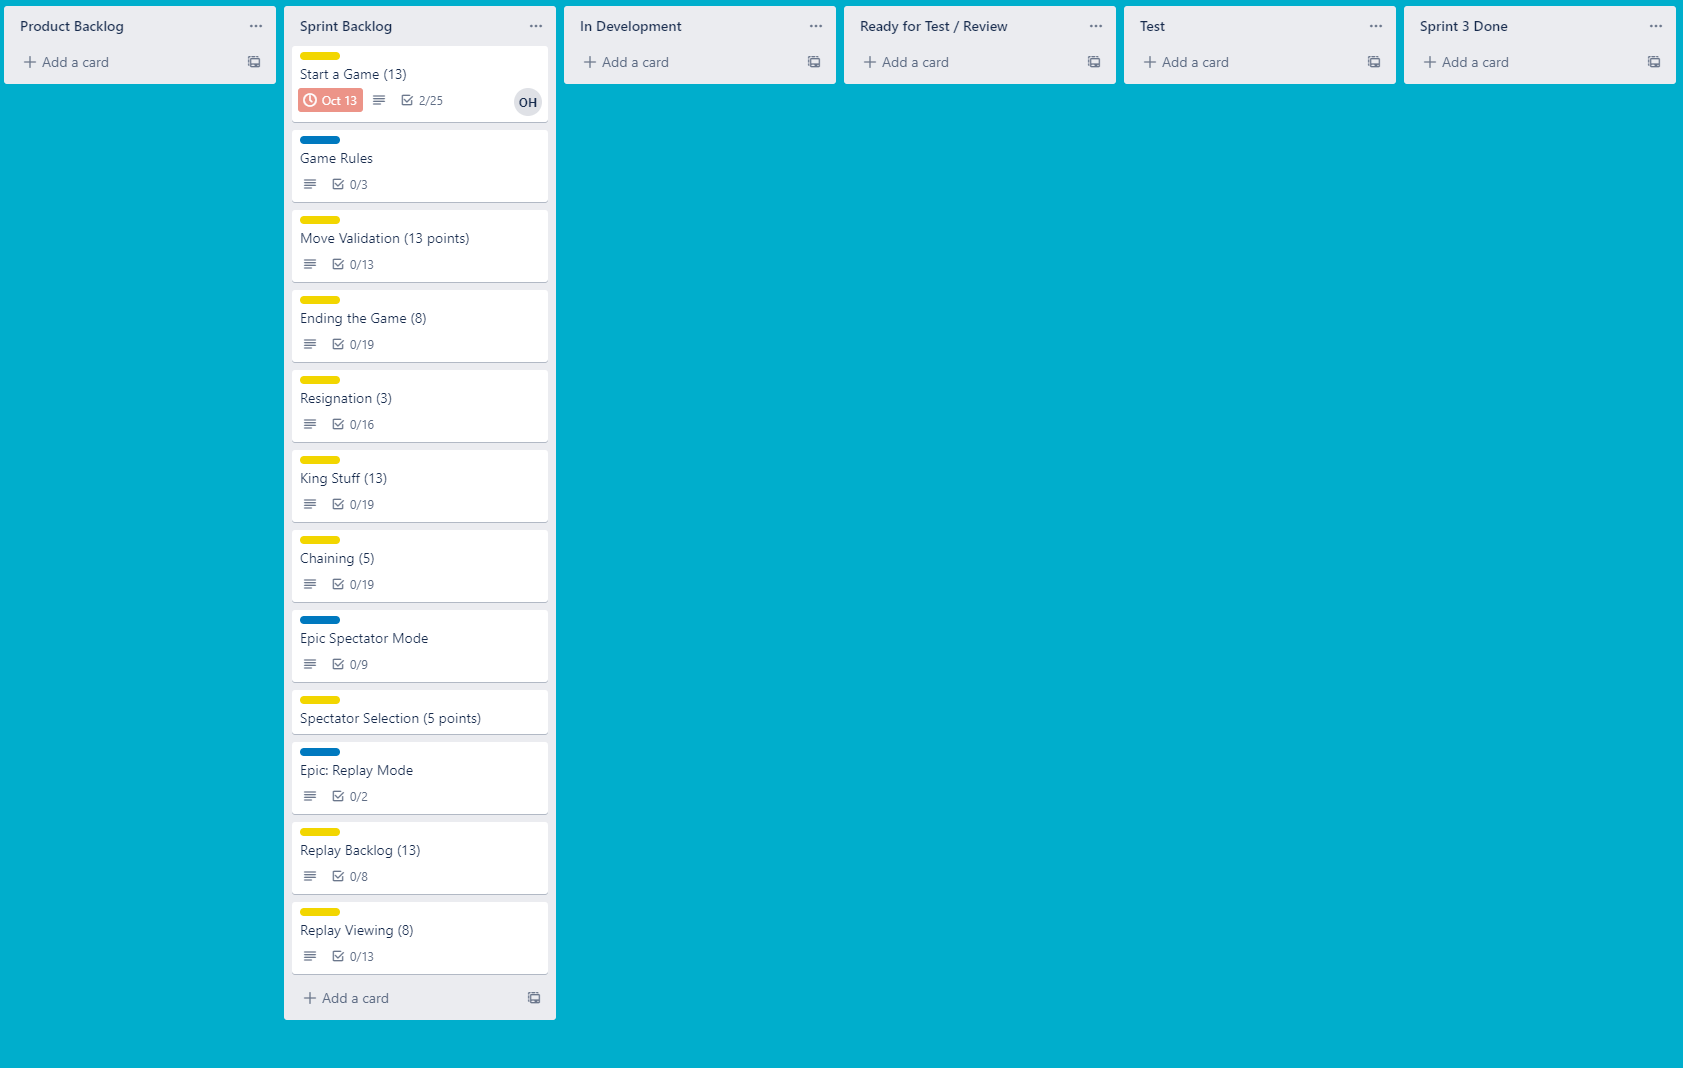 Product Backlog
Add a card
Sprint Backlog
Start a Game (13)
Oct 13
2/25
OH
Game Rules
0/3
Move Validation (13 points)
0/13
Ending the Game (8)
0/19
Resignation (3)
0/16
King Stuff (13)
0/19
Chaining (5)
0/19
Epic Spectator Mode
0/9
Spectator Selection (5 points)
Epic: Replay Mode
0/2
Replay Backlog (13)
0/8
Replay Viewing (8)
0/13
Add a card
In Development
Add a card
Ready for Test / Review
Add a card
Test
Add a card
Sprint 3 Done
Add a card